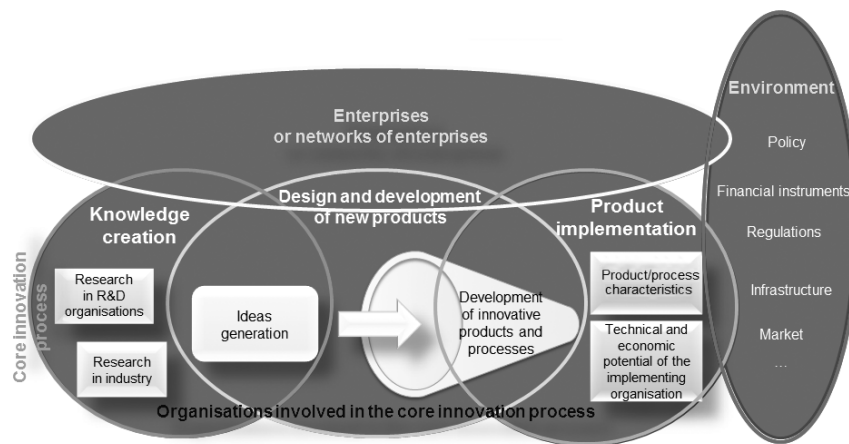 Environment
Policy
Financial instruments
Regulations
Infrastructure
Market
...
Enterprises
or networks of enterprises
Design and development
of new products
Knowledge
creation
Product
implementation
Core innovation
process
Research
in R&D
organisations
Research
in industry
Ideas
generation
Development
of innovative
products and
processes
Product/process
characteristics
Technical and
economic
potential of the
implementing
organisation
Organisations involved in the core innovation process